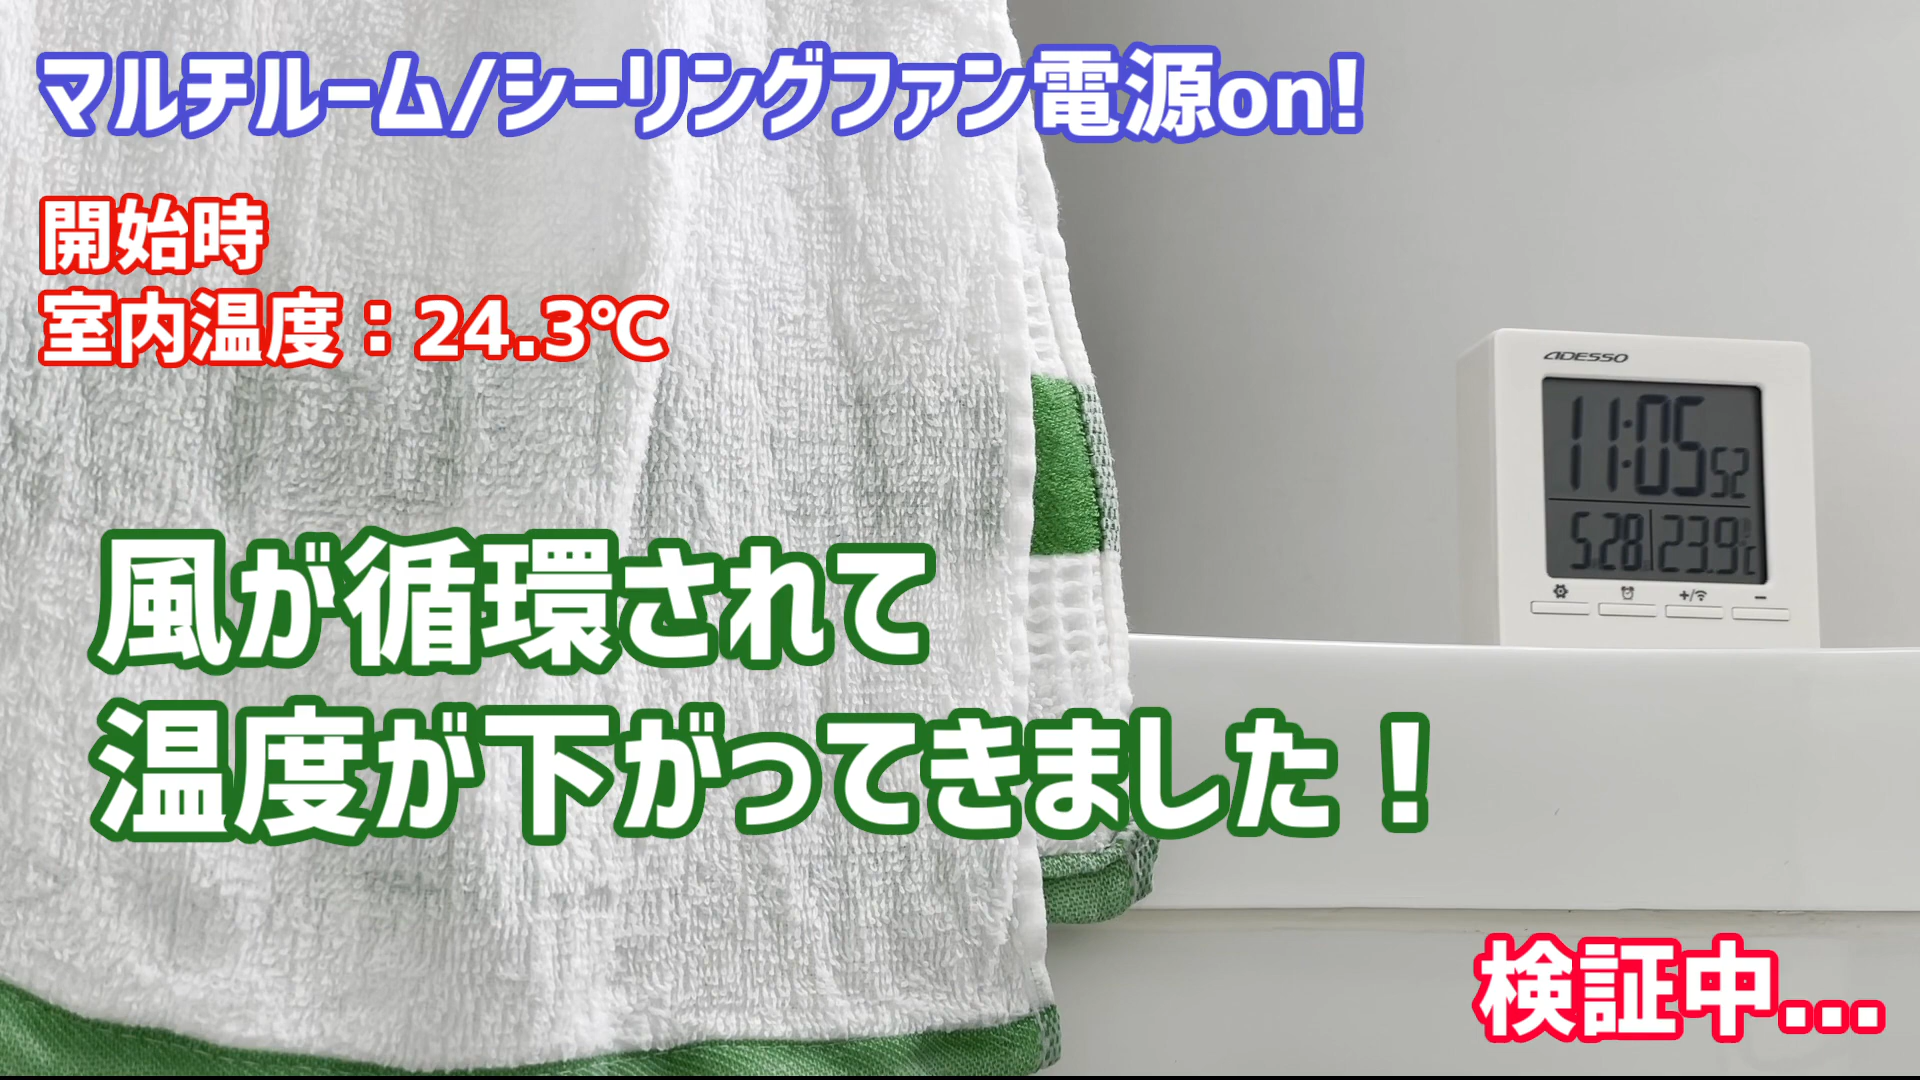 マルチルーム/シーリングファン電源on!
開始時
室内温度：24.3℃
ADESSO
11:05 52
5.28 23.9℃
+/
−
風が循環されて
温度が下がってきました！
検証中...